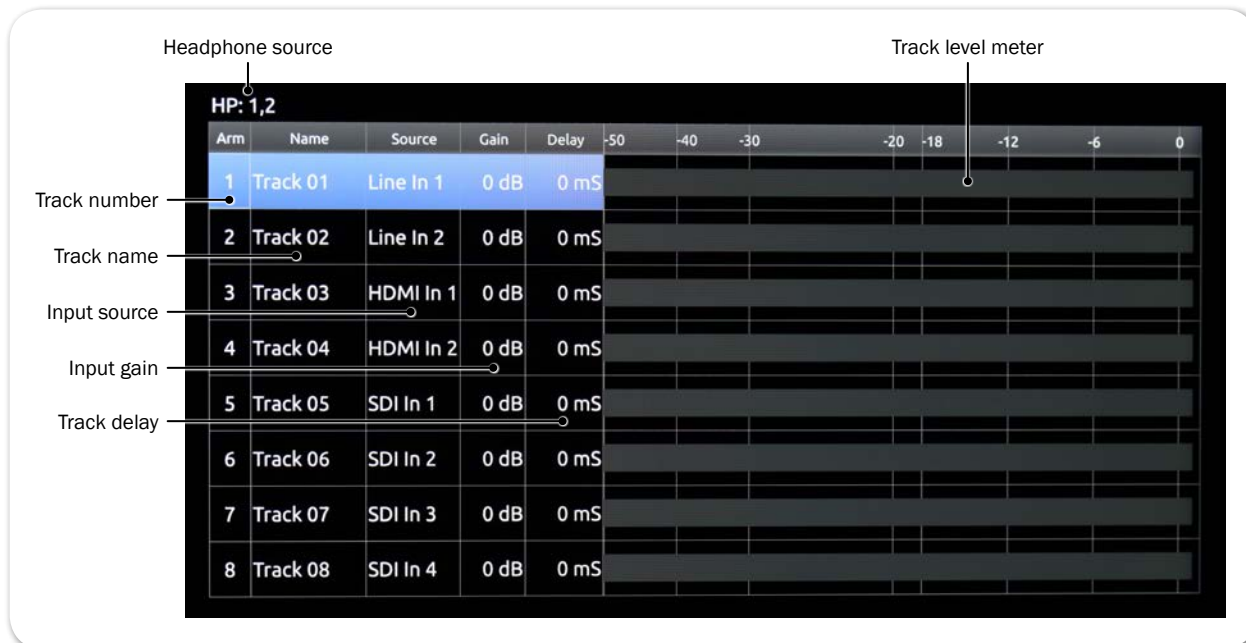 Headphone source
Track level meter
HP: 1,2
Arm Name Source Gain Delay -50 -40 -30 -20 -18 -12 -6 0
1 Track 01 Line In 1 0 dB 0 mS
Track number
2 Track 02 Line In 2 0 dB 0 mS
Track name
3 Track 03 HDMI In 1 0 dB 0 mS
Input source
4 Track 04 HDMI In 2 0 dB 0 mS
Input gain
5 Track 05 SDI In 1 0 dB 0 mS
Track delay
6 Track 06 SDI In 2 0 dB 0 mS
7 Track 07 SDI In 3 0 dB 0 mS
8 Track 08 SDI In 4 0 dB 0 mS